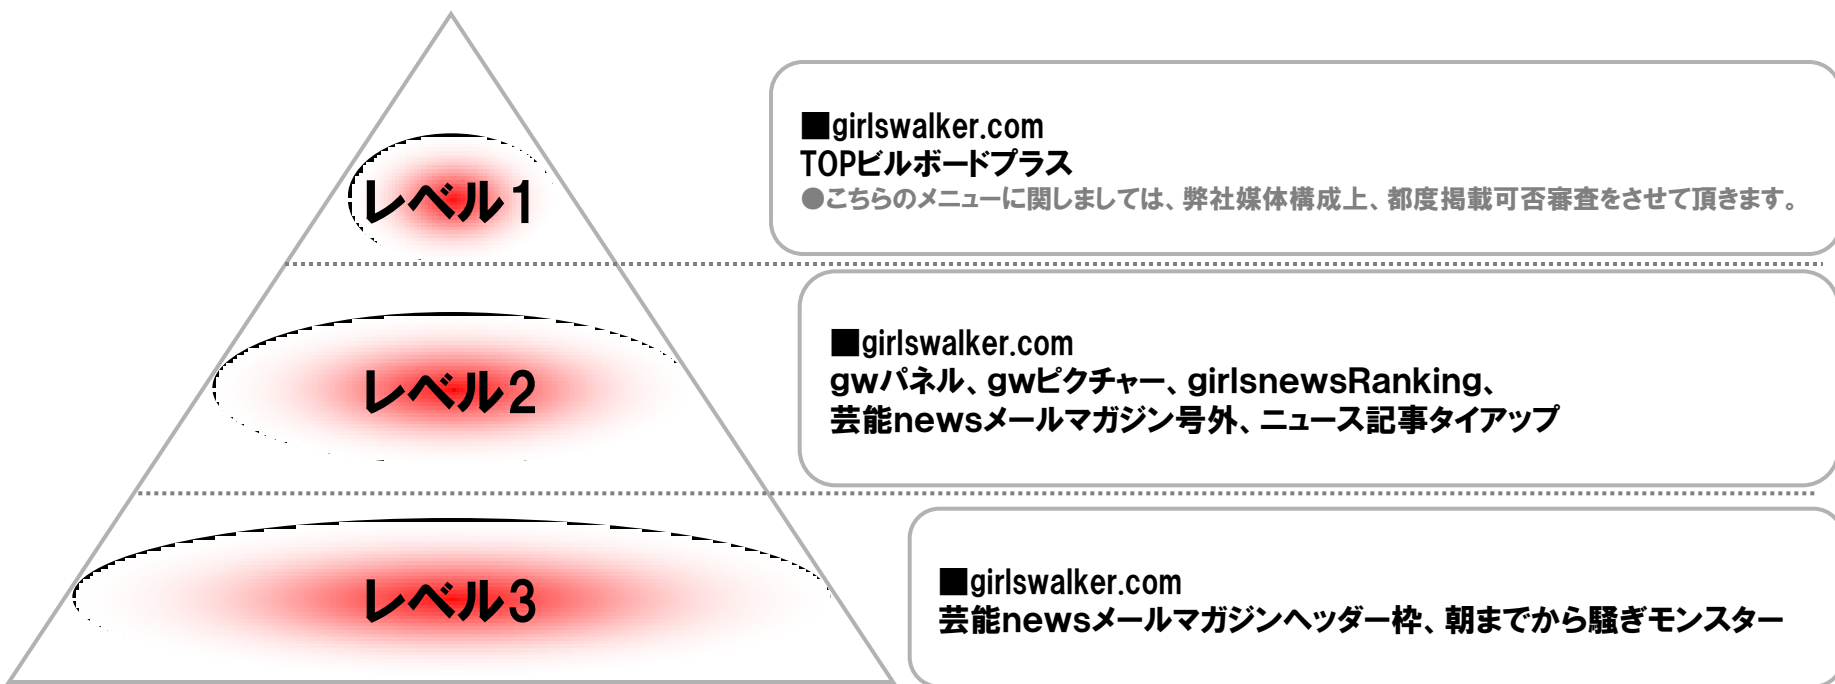 レベル1
■girlswalker.com
TOPビルボードプラス
●こちらのメニューに関しましては、弊社媒体構成上、都度掲載可否審査をさせて頂きます。
レベル2
■girlswalker.com
gwパネル、gwピクチャー、girlsnewsRanking、
芸能newsメールマガジン号外、ニュース記事タイアップ
レベル3
■girlswalker.com
芸能newsメールマガジンヘッダー枠、朝までから騒ぎモンスター